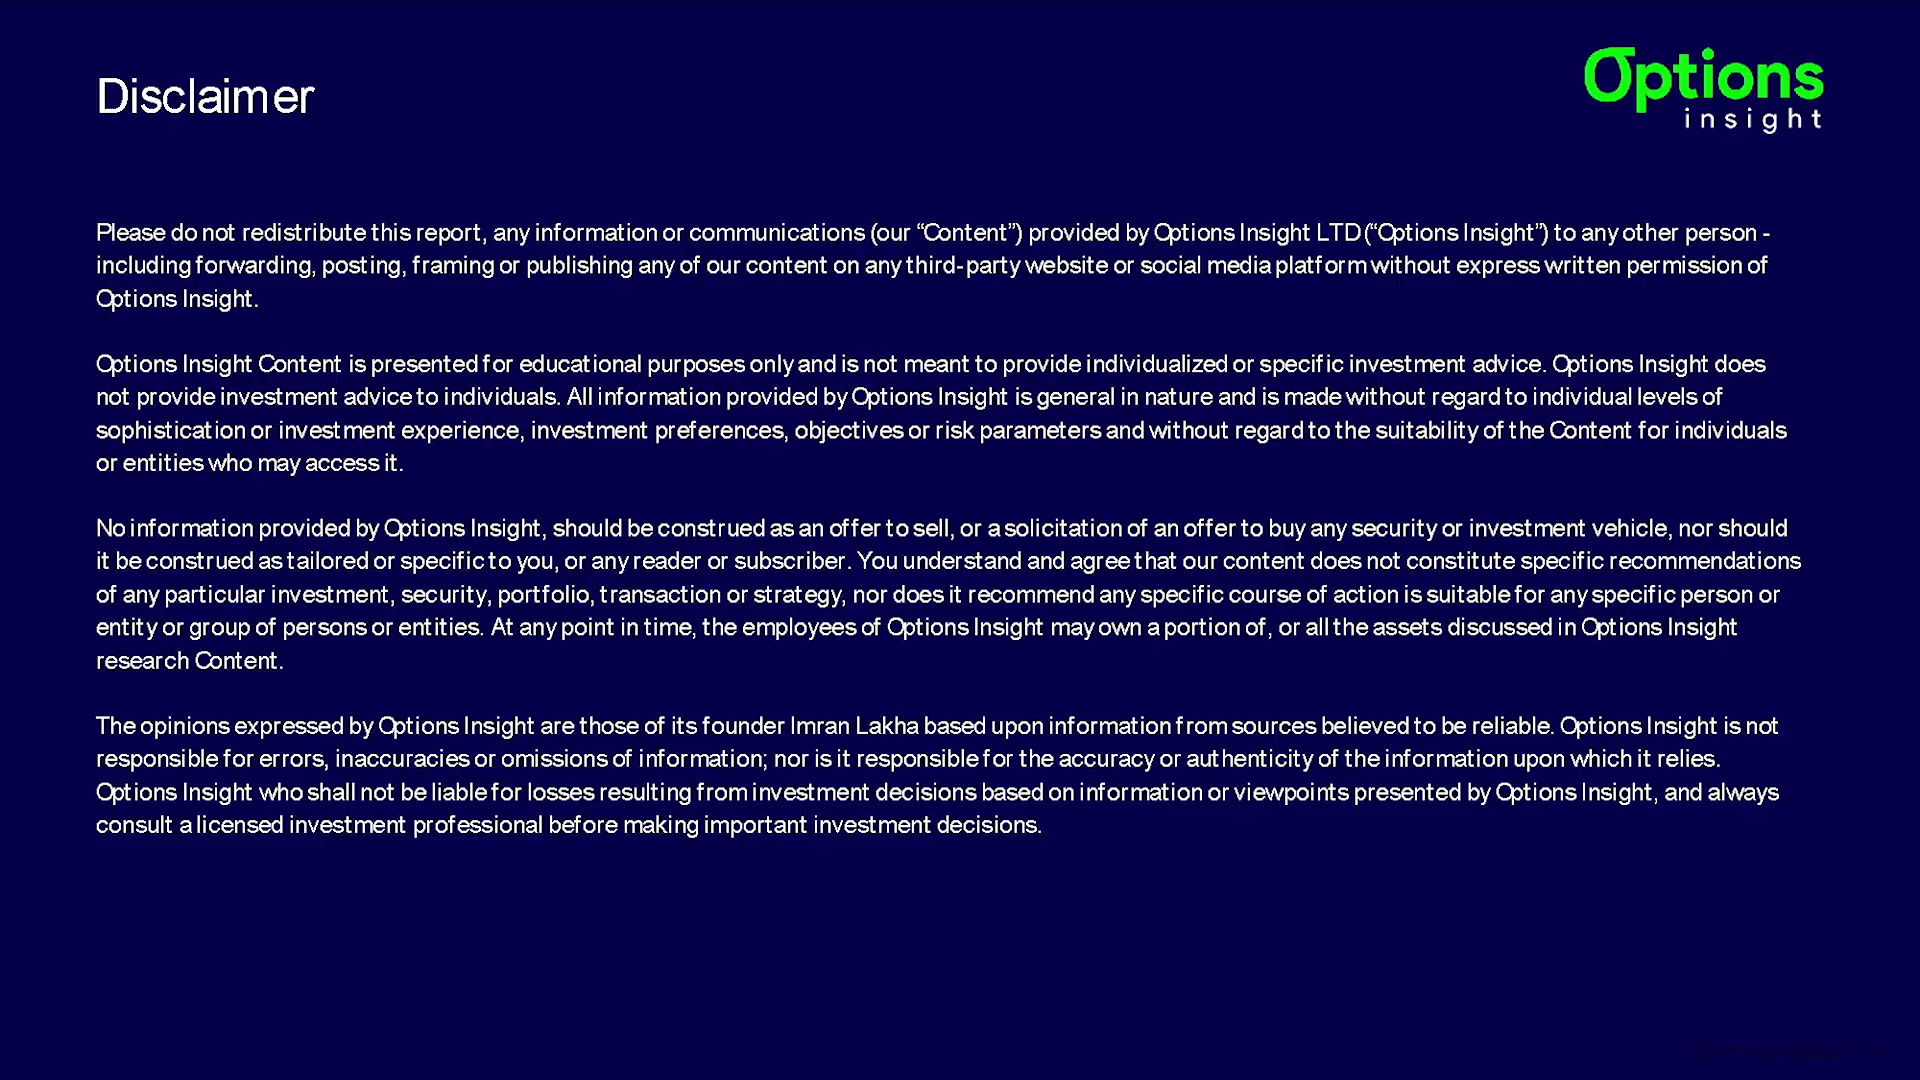 Disclaimer
Options
insight
Please do not redistribute this report, any information or communications (our “Content”) provided by Options Insight LTD (“Options Insight”) to any other person -
including forwarding, posting, framing or publishing any of our content on any third-party website or social media platform without express written permission of
Options Insight.
Options Insight Content is presented for educational purposes only and is not meant to provide individualized or specific investment advice. Options Insight does
not provide investment advice to individuals. All information provided by Options Insight is general in nature and is made without regard to individual levels of
sophistication or investment experience, investment preferences, objectives or risk parameters and without regard to the suitability of the Content for individuals
or entities who may access it.
No information provided by Options Insight, should be construed as an offer to sell, or a solicitation of an offer to buy any security or investment vehicle, nor should
it be construed as tailored or specific to you, or any reader or subscriber. You understand and agree that our content does not constitute specific recommendations
of any particular investment, security, portfolio, transaction or strategy, nor does it recommend any specific course of action is suitable for any specific person or
entity or group of persons or entities. At any point in time, the employees of Options Insight may own a portion of, or all the assets discussed in Options Insight
research Content.
The opinions expressed by Options Insight are those of its founder Imran Lakha based upon information from sources believed to be reliable. Options Insight is not
responsible for errors, inaccuracies or omissions of information; nor is it responsible for the accuracy or authenticity of the information upon which it relies.
Options Insight who shall not be liable for losses resulting from investment decisions based on information or viewpoints presented by Options Insight, and always
consult a licensed investment professional before making important investment decisions.